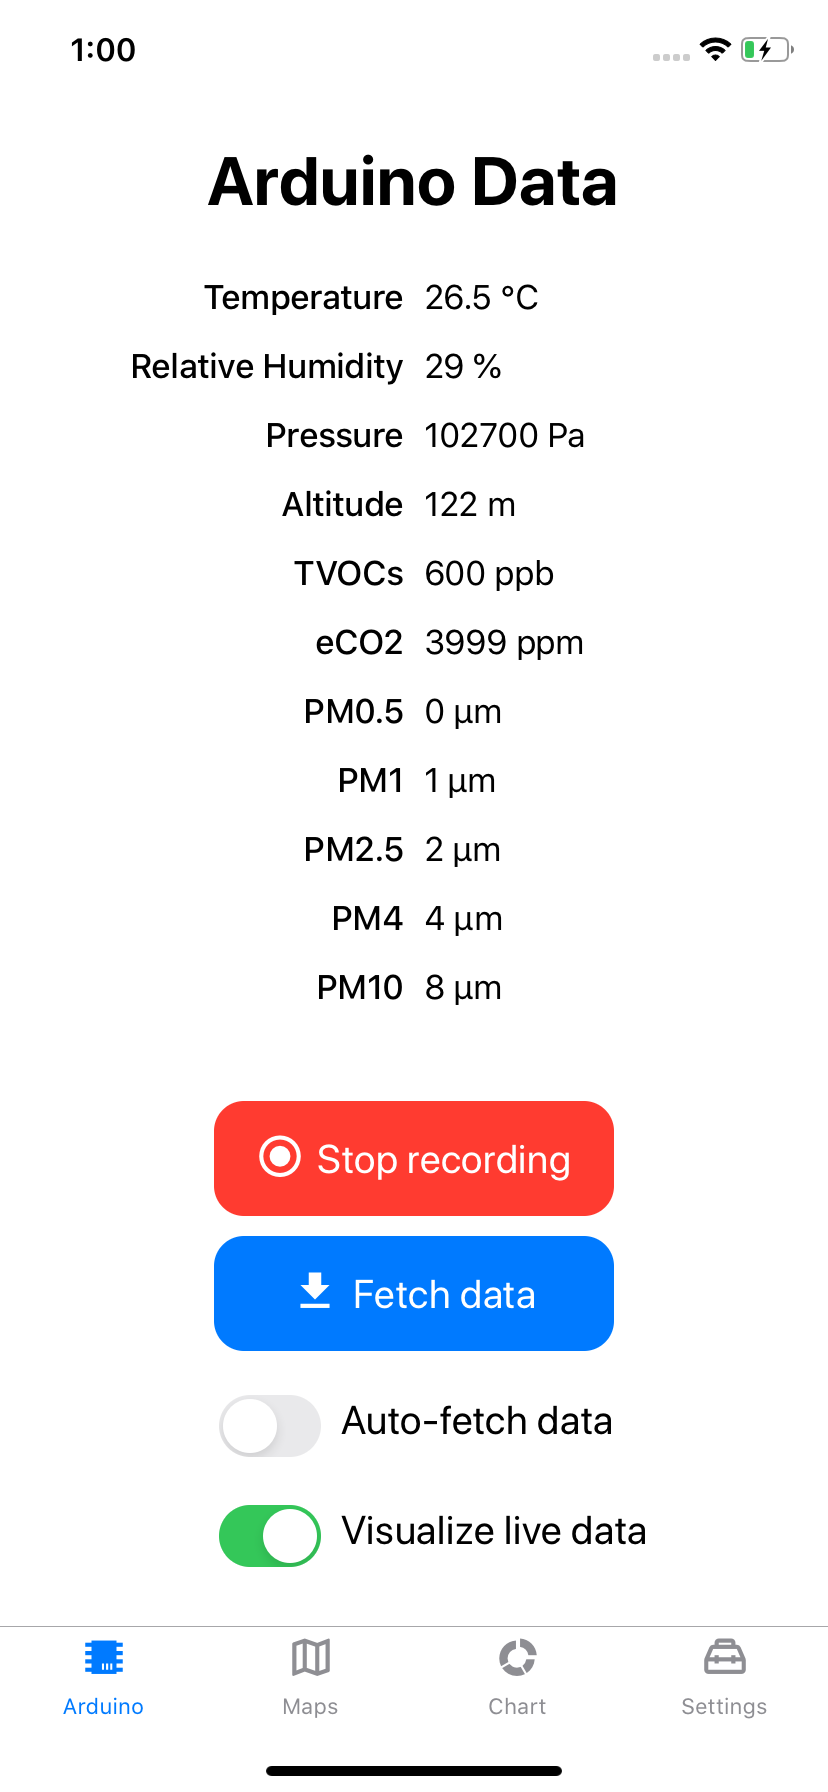 1:00
Arduino Data
Temperature 26.5 °C
Relative Humidity 29 %
Pressure 102700 Pa
Altitude 122 m
TVOCs 600 ppb
eCO2 3999 ppm
PM0.5 0 µm
PM1 1 µm
PM2.5 2 µm
PM4 4 µm
PM10 8 µm
Stop recording
Fetch data
Auto-fetch data
Visualize live data
Arduino Maps Chart Settings